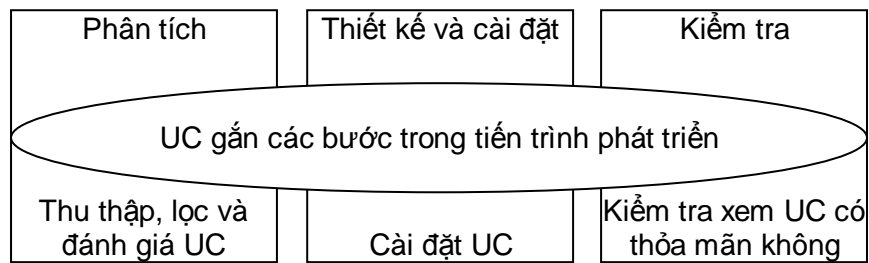 Phân tích
Thiết kế và cài đặt
Kiểm tra
UC gắn các bước trong tiến trình phát triển
Thu thập, lọc và
đánh giá UC
Cài đặt UC
Kiểm tra xem UC có
thỏa mãn không